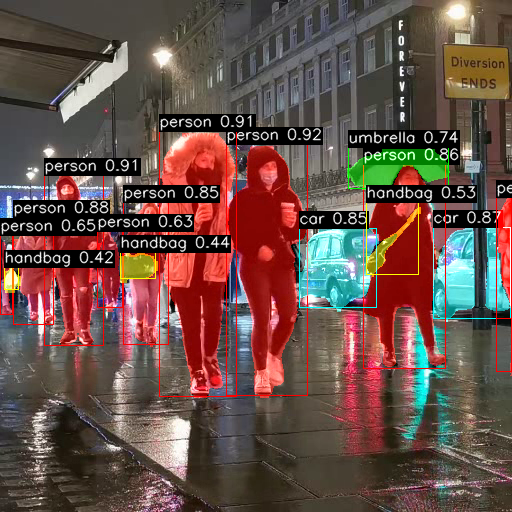 FOREVER
Diversion
ENDS
person 0.91
person 0.92
umbrella 0.74
person 0.86
person 0.91
person 0.85
handbag 0.53
pe
person 0.88
person 0.65
person 0.63
car 0.85
car 0.87
handbag 0.44
handbag 0.42